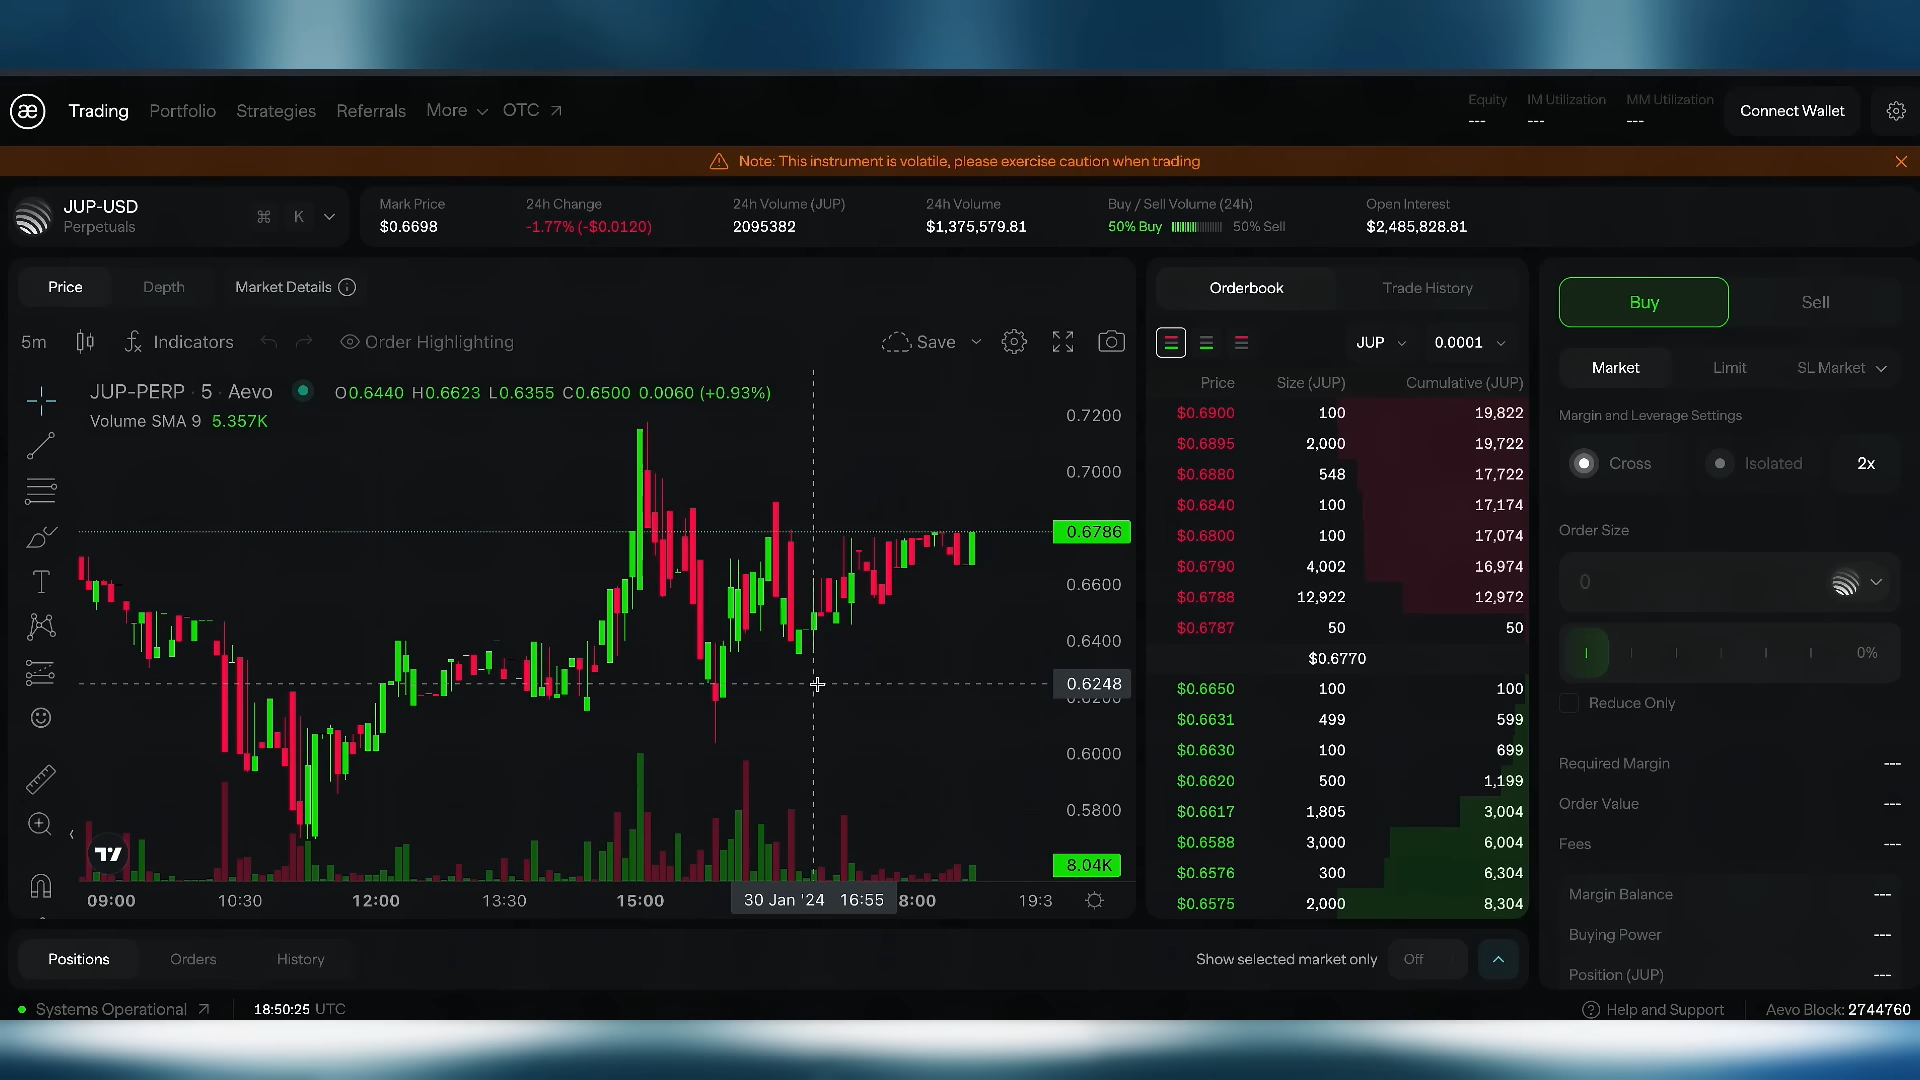 æ Trading Portfolio Strategies Referrals More OTC
Equity IM Utilization MM Utilization
--- --- ---
Connect Wallet
Note: This instrument is volatile, please exercise caution when trading
JUP-USD
Perpetuals
⌘ K
Mark Price 24h Change 24h Volume (JUP) 24h Volume Buy / Sell Volume (24h) Open Interest
$0.6698 -1.77% (-$0.0120) 2095382 $1,375,579.81 50% Buy 50% Sell $2,485,828.81
Price Depth Market Details
5m Indicators Order Highlighting Save
JUP-PERP · 5 · Aevo O0.6440 H0.6623 L0.6355 C0.6500 0.0060 (+0.93%)
Volume SMA 9 5.357K
0.7200
0.7000
0.6786
0.6600
0.6400
0.6248
0.6200
0.6000
0.5800
8.04K
09:00 10:30 12:00 13:30 15:00 30 Jan '24 16:55 8:00 19:3
Orderbook Trade History
JUP 0.0001
Price Size (JUP) Cumulative (JUP)
$0.6900 100 19,822
$0.6895 2,000 19,722
$0.6880 548 17,722
$0.6840 100 17,174
$0.6800 100 17,074
$0.6790 4,002 16,974
$0.6788 12,922 12,972
$0.6787 50 50
$0.6770
$0.6650 100 100
$0.6631 499 599
$0.6630 100 699
$0.6620 500 1,199
$0.6617 1,805 3,004
$0.6588 3,000 6,004
$0.6576 300 6,304
$0.6575 2,000 8,304
Buy Sell
Market Limit SL Market
Margin and Leverage Settings
Cross Isolated 2x
Order Size
0
0%
Reduce Only
Required Margin ---
Order Value ---
Fees ---
Margin Balance ---
Buying Power ---
Position (JUP) ---
Positions Orders History
Show selected market only Off
Systems Operational 18:50:25 UTC
Help and Support Aevo Block: 2744760